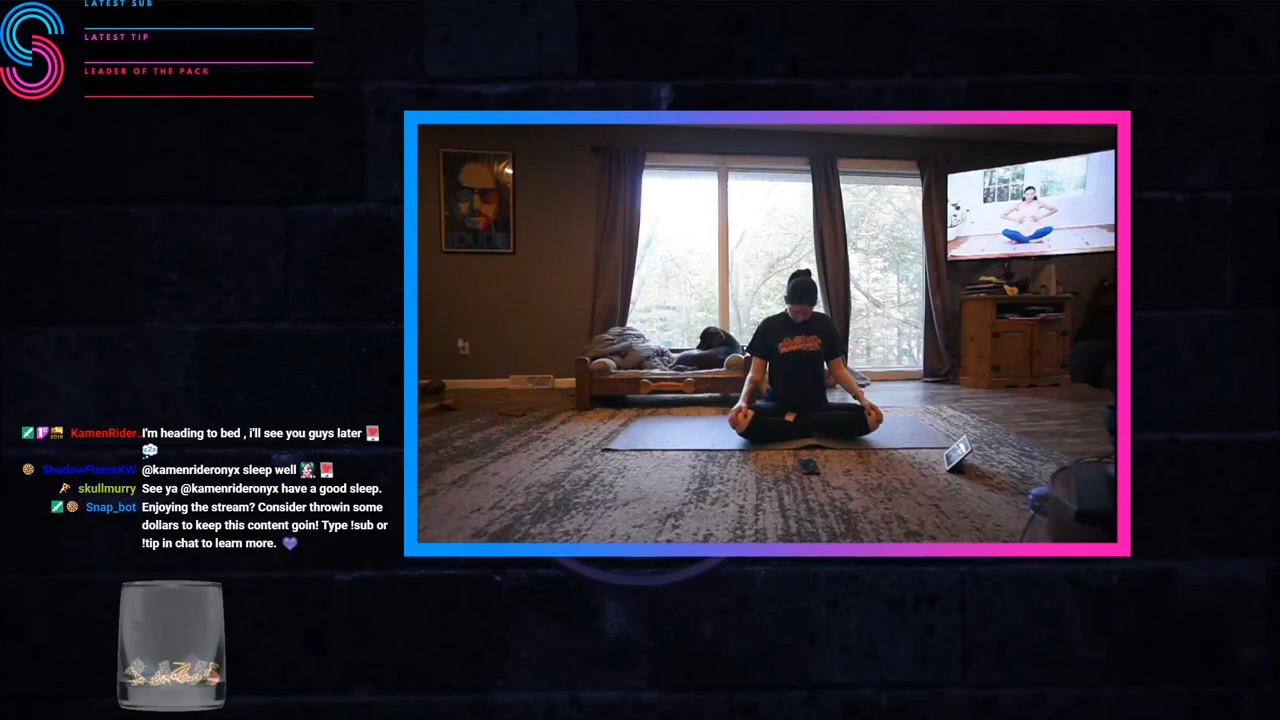 LATEST SUB
LATEST TIP
LEADER OF THE PACK
DUDE
KamenRider.. I'm heading to bed , i'll see you guys later
zZz
ShadowFlameKW @kamenrideronyx sleep well
skullmurry See ya @kamenrideronyx have a good sleep.
Snap_bot Enjoying the stream? Consider throwin some
dollars to keep this content goin! Type !sub or
!tip in chat to learn more.